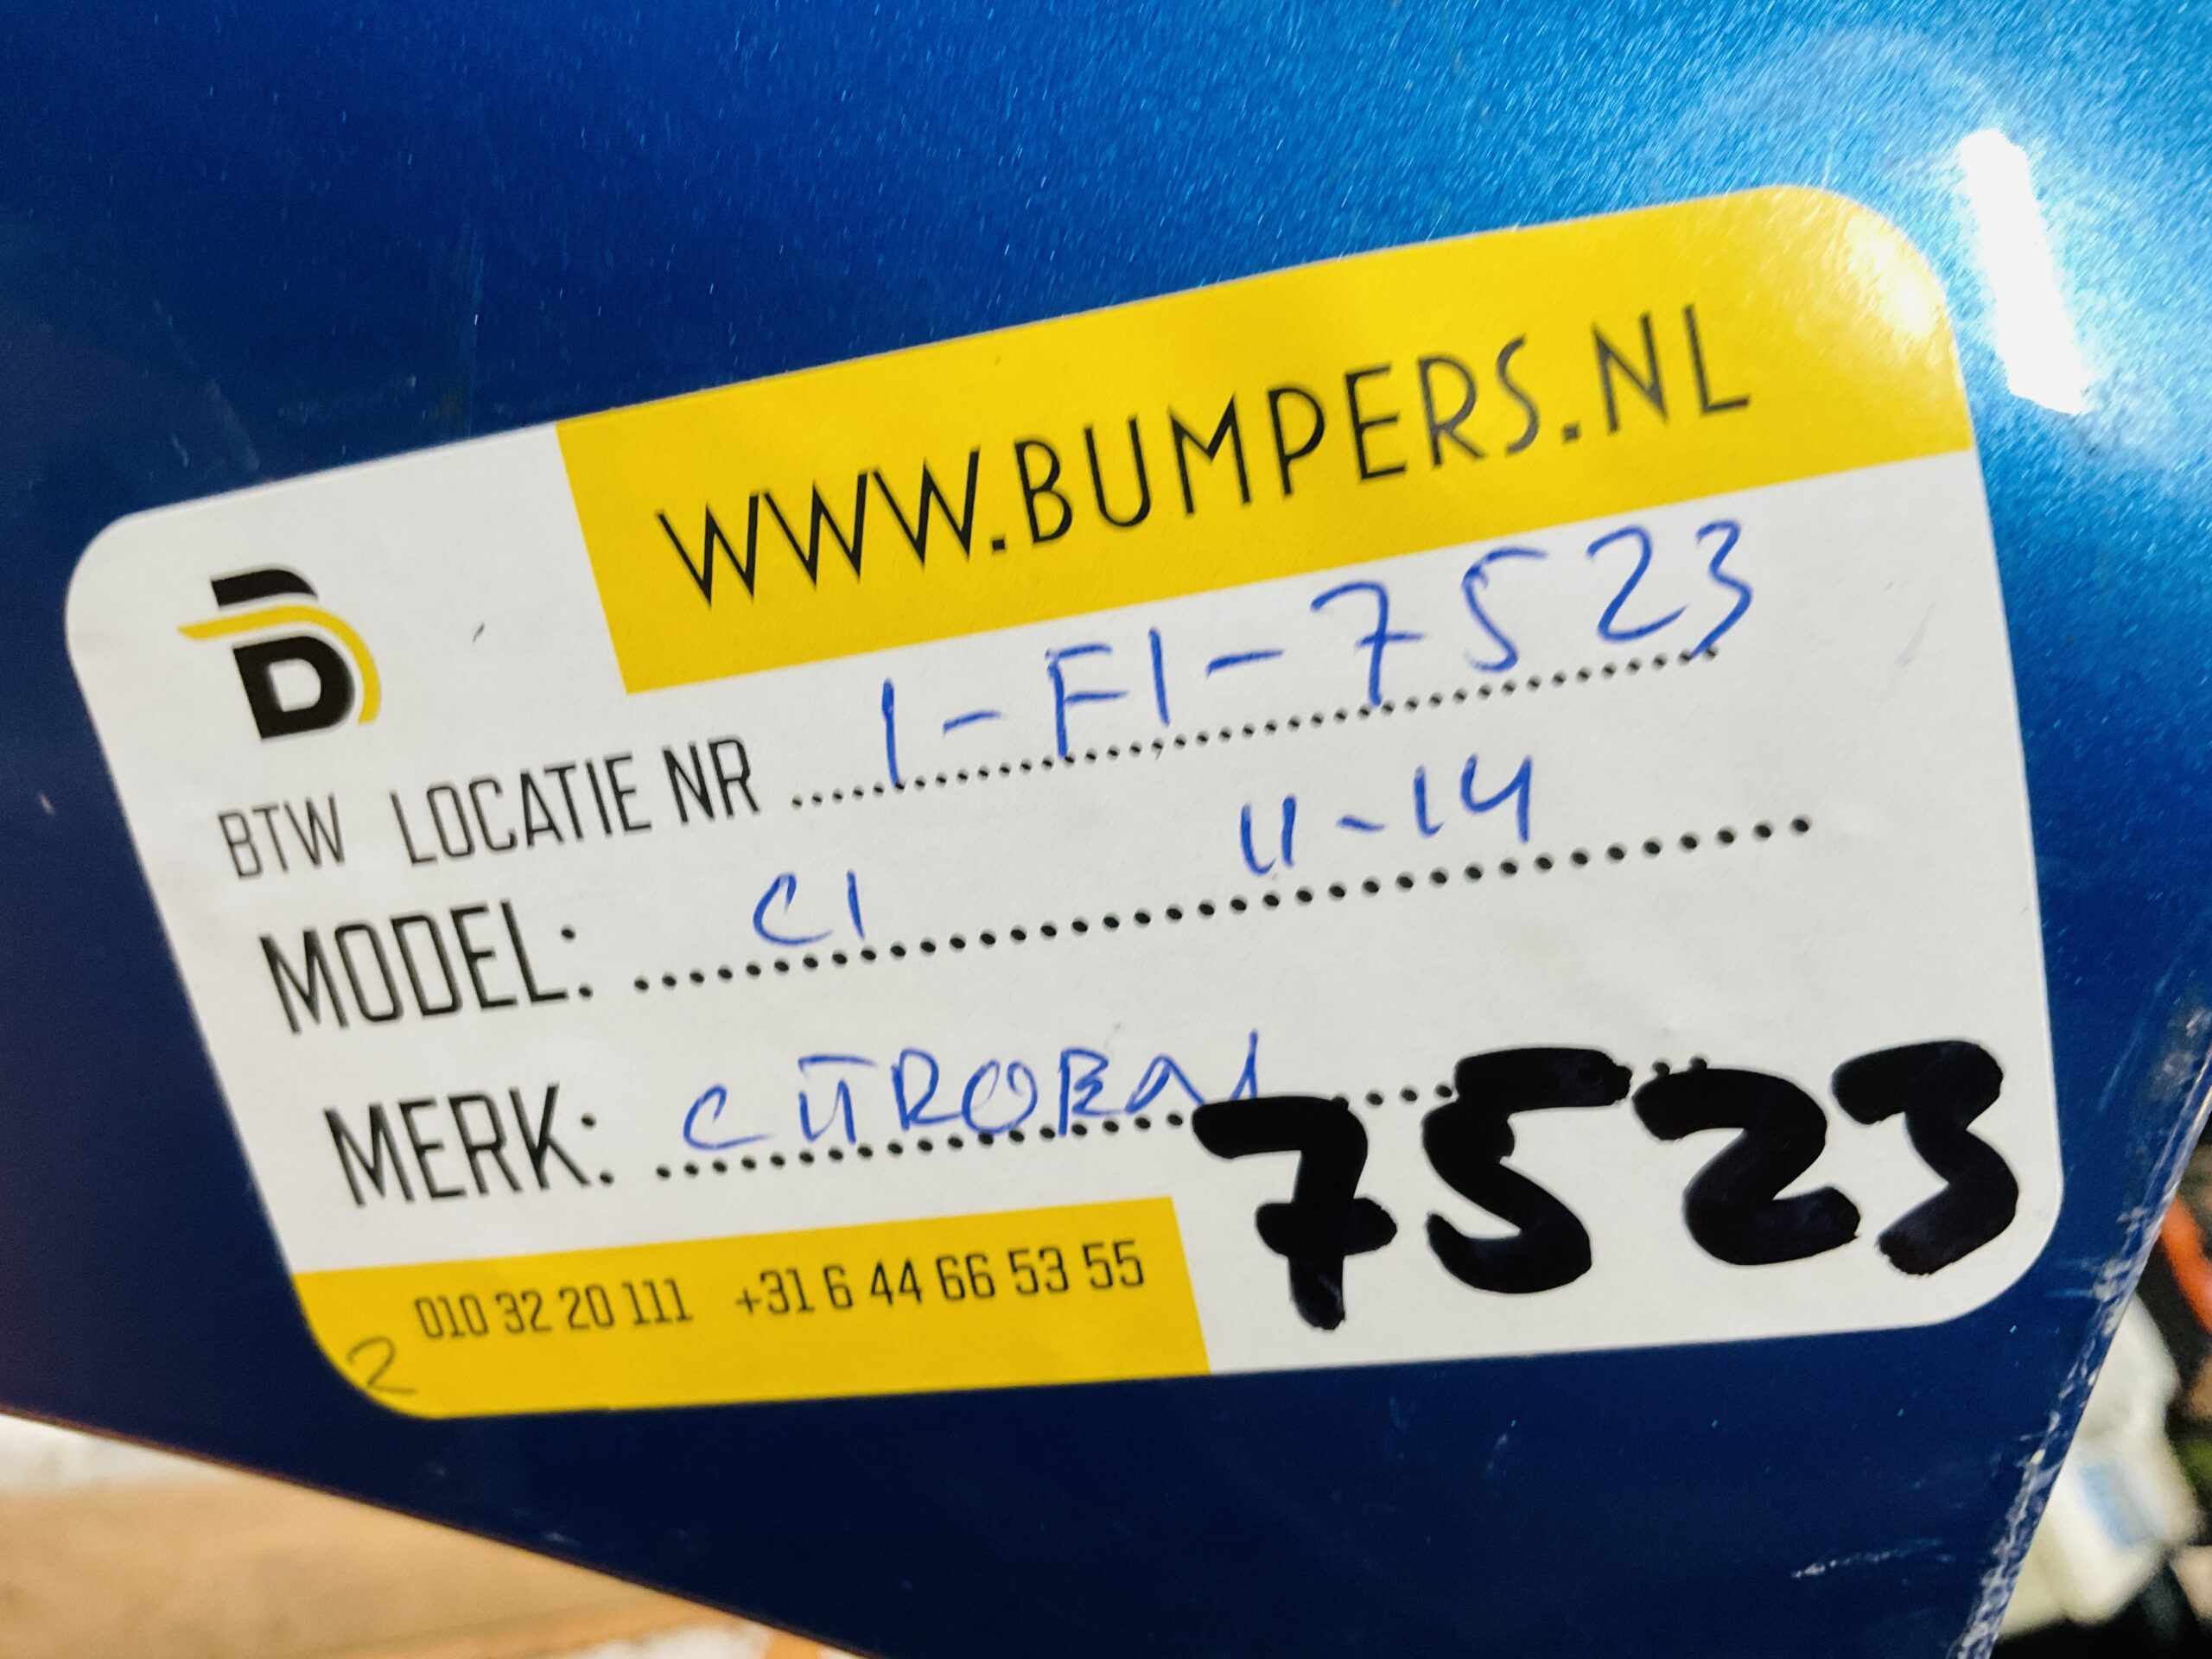 WWW.BUMPERS.NL
B
BTW LOCATIE NR 1-F1-7523
MODEL: C1 11-14
MERK: CITROEN
7523
010 32 20 111 +31 6 44 66 53 55
2